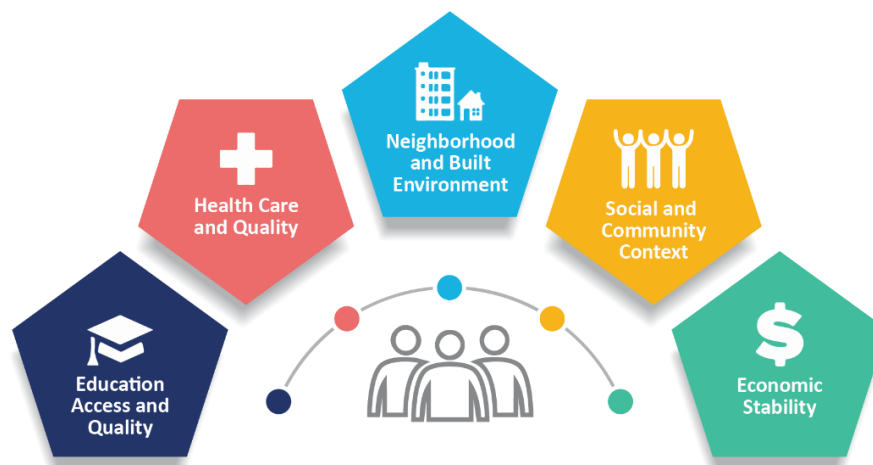 Education
Access and
Quality
Health Care
and Quality
Neighborhood
and Built
Environment
Social and
Community
Context
$
Economic
Stability